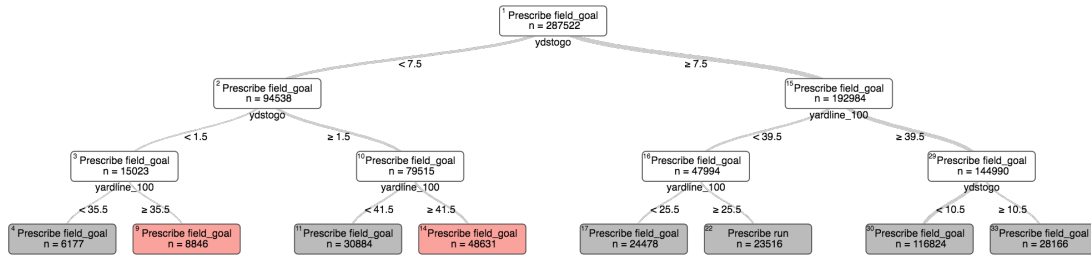 1 Prescribe field_goal
n = 287522
ydstogo
< 7.5 ≥ 7.5
2 Prescribe field_goal
n = 94538
ydstogo
15 Prescribe field_goal
n = 192984
yardline_100
< 1.5 ≥ 1.5 < 39.5 ≥ 39.5
3 Prescribe field_goal
n = 15023
yardline_100
10 Prescribe field_goal
n = 79515
yardline_100
16 Prescribe field_goal
n = 47994
yardline_100
29 Prescribe field_goal
n = 144990
ydstogo
< 35.5 ≥ 35.5 < 41.5 ≥ 41.5 < 25.5 ≥ 25.5 < 10.5 ≥ 10.5
4 Prescribe field_goal
n = 6177
9 Prescribe field_goal
n = 8846
11 Prescribe field_goal
n = 30884
14 Prescribe field_goal
n = 48631
17 Prescribe field_goal
n = 24478
22 Prescribe run
n = 23516
30 Prescribe field_goal
n = 116824
33 Prescribe field_goal
n = 28166